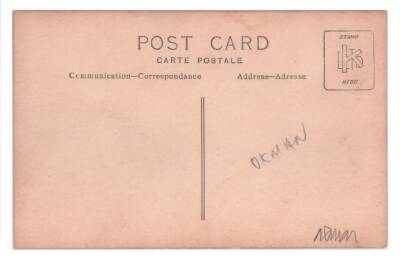 POST CARD
CARTE POSTALE
Communication—Correspondance
Address—Adresse
STAMP
HERE
OKMAN